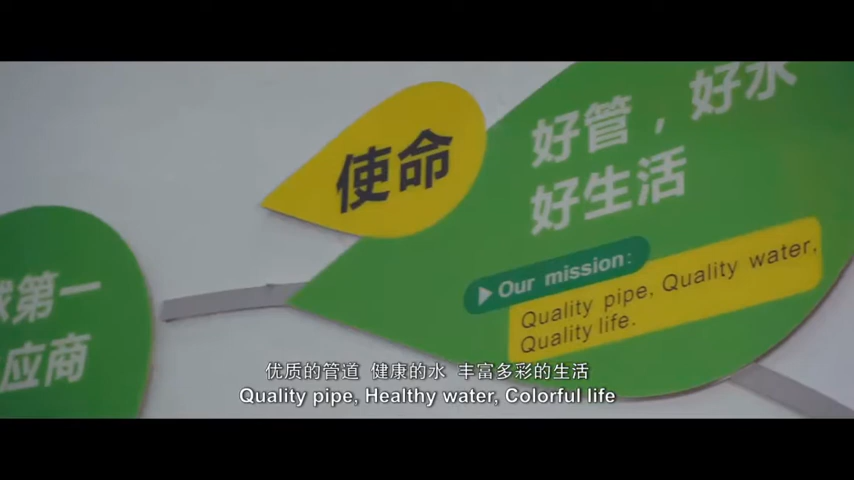 使命
好管，好水
好生活
Our mission:
Quality pipe, Quality water,
Quality life.
第一
应商
优质的管道 健康的水 丰富多彩的生活
Quality pipe, Healthy water, Colorful life